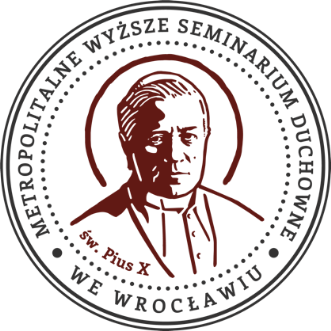 METROPOLITALNE WYŻSZE SEMINARIUM DUCHOWNE
św. Pius X
• WE WROCŁAWIU •